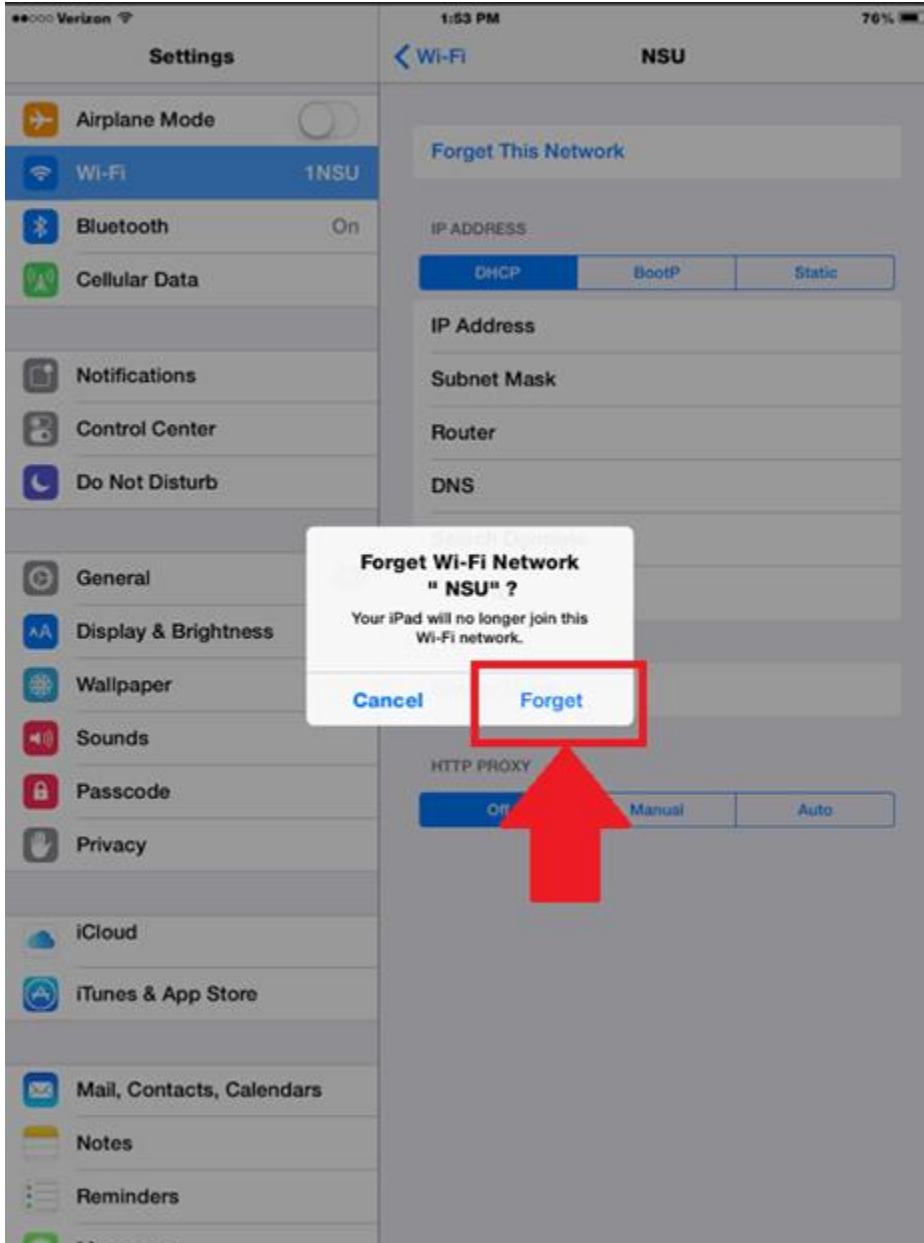 Verizon
1:53 PM
76%
Settings
Airplane Mode
Wi-Fi 1NSU
Bluetooth On
Cellular Data
Notifications
Control Center
Do Not Disturb
General
Display & Brightness
Wallpaper
Sounds
Passcode
Privacy
iCloud
iTunes & App Store
Mail, Contacts, Calendars
Notes
Reminders
Wi-Fi NSU
Forget This Network
IP ADDRESS
DHCP BootP Static
IP Address
Subnet Mask
Router
DNS
Forget Wi-Fi Network
" NSU" ?
Your iPad will no longer join this
Wi-Fi network.
Cancel Forget
HTTP PROXY
Off Manual Auto